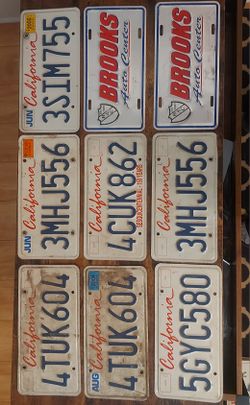 California
3SIM755
JUN
BROOKS
Auto Center
BROOKS
Auto Center
California
3MHJ556
JUN
California
4CUK862
SESQUICENTENNIAL
California
3MHJ556
California
4TUK604
California
4TUK604
AUG
California
5GYC580